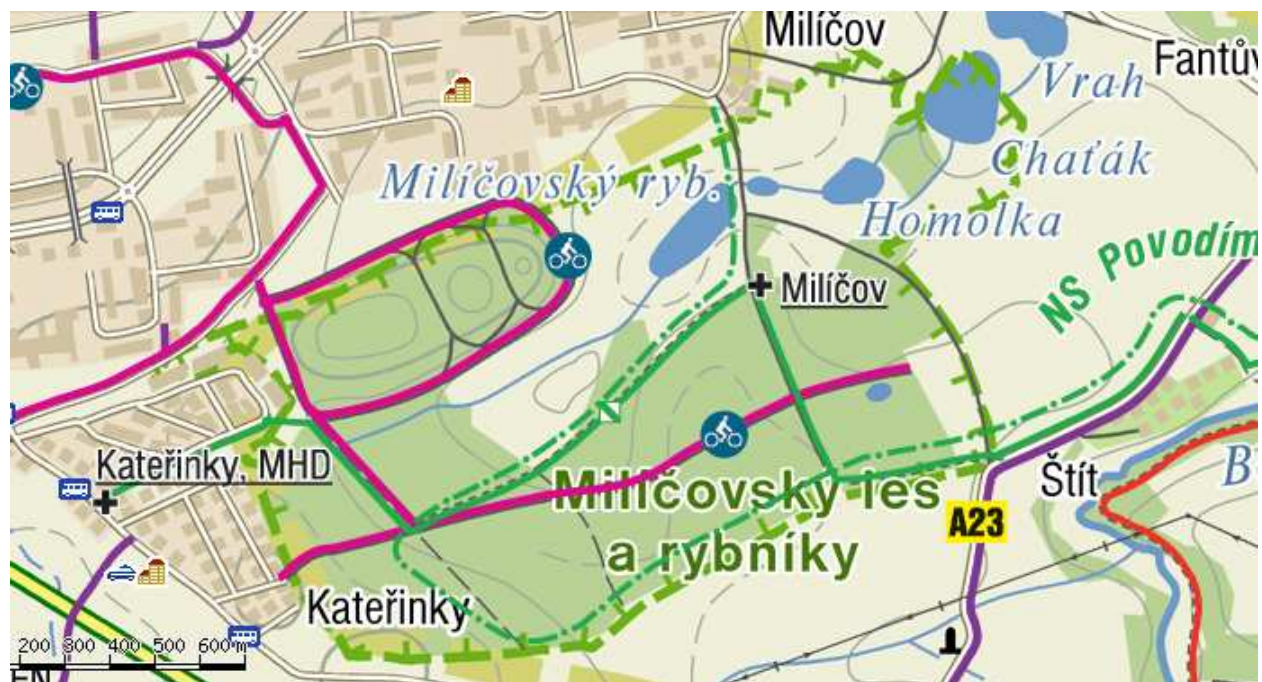 Milíčov
Fantův
Vrah
Chaťák
Milíčovský ryb.
Homolka
NS Povodím
Milíčov
Kateřinky, MHD
Milíčovský les
a rybníky
Štít
B
A23
Kateřinky
200 300 400 500 600 m
EN